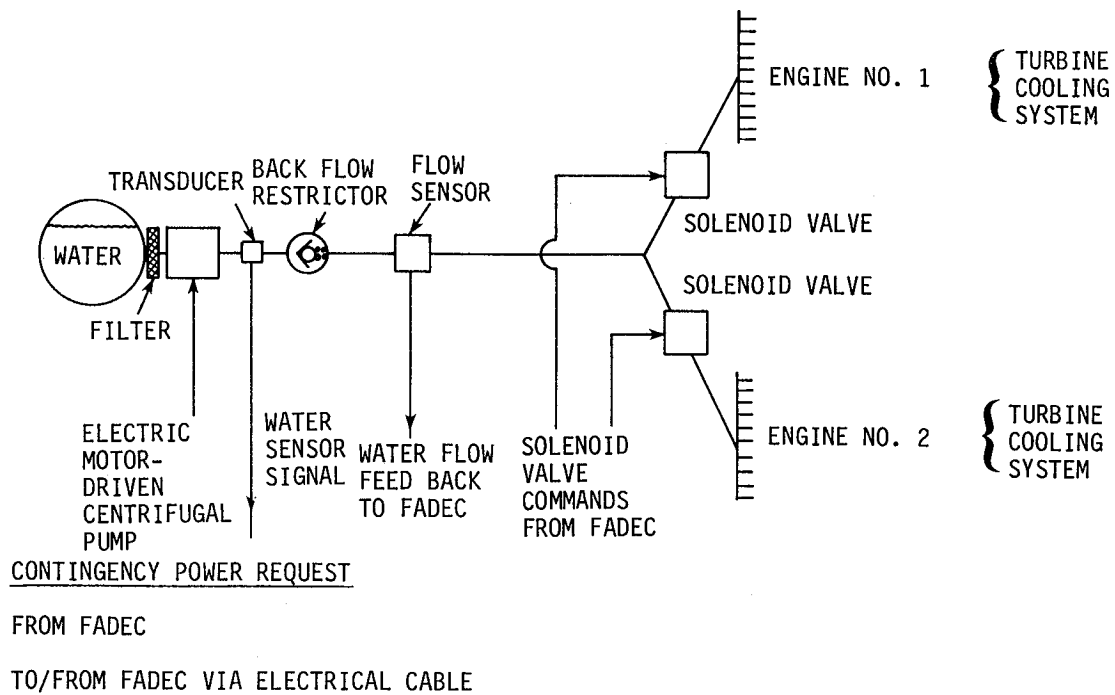 ENGINE NO. 1
TURBINE
COOLING
SYSTEM
TRANSDUCER
BACK FLOW
RESTRICTOR
FLOW
SENSOR
SOLENOID VALVE
WATER
SOLENOID VALVE
FILTER
ELECTRIC
MOTOR-
DRIVEN
CENTRIFUGAL
PUMP
WATER
SENSOR
SIGNAL
WATER FLOW
FEED BACK
TO FADEC
SOLENOID
VALVE
COMMANDS
FROM FADEC
ENGINE NO. 2
TURBINE
COOLING
SYSTEM
CONTINGENCY POWER REQUEST
FROM FADEC
TO/FROM FADEC VIA ELECTRICAL CABLE